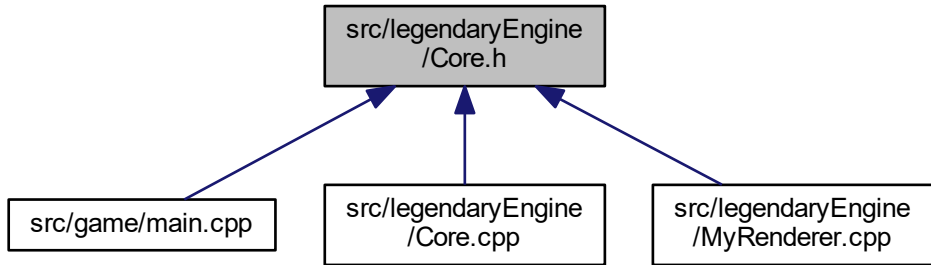 src/legendaryEngine
/Core.h
src/game/main.cpp
src/legendaryEngine
/Core.cpp
src/legendaryEngine
/MyRenderer.cpp